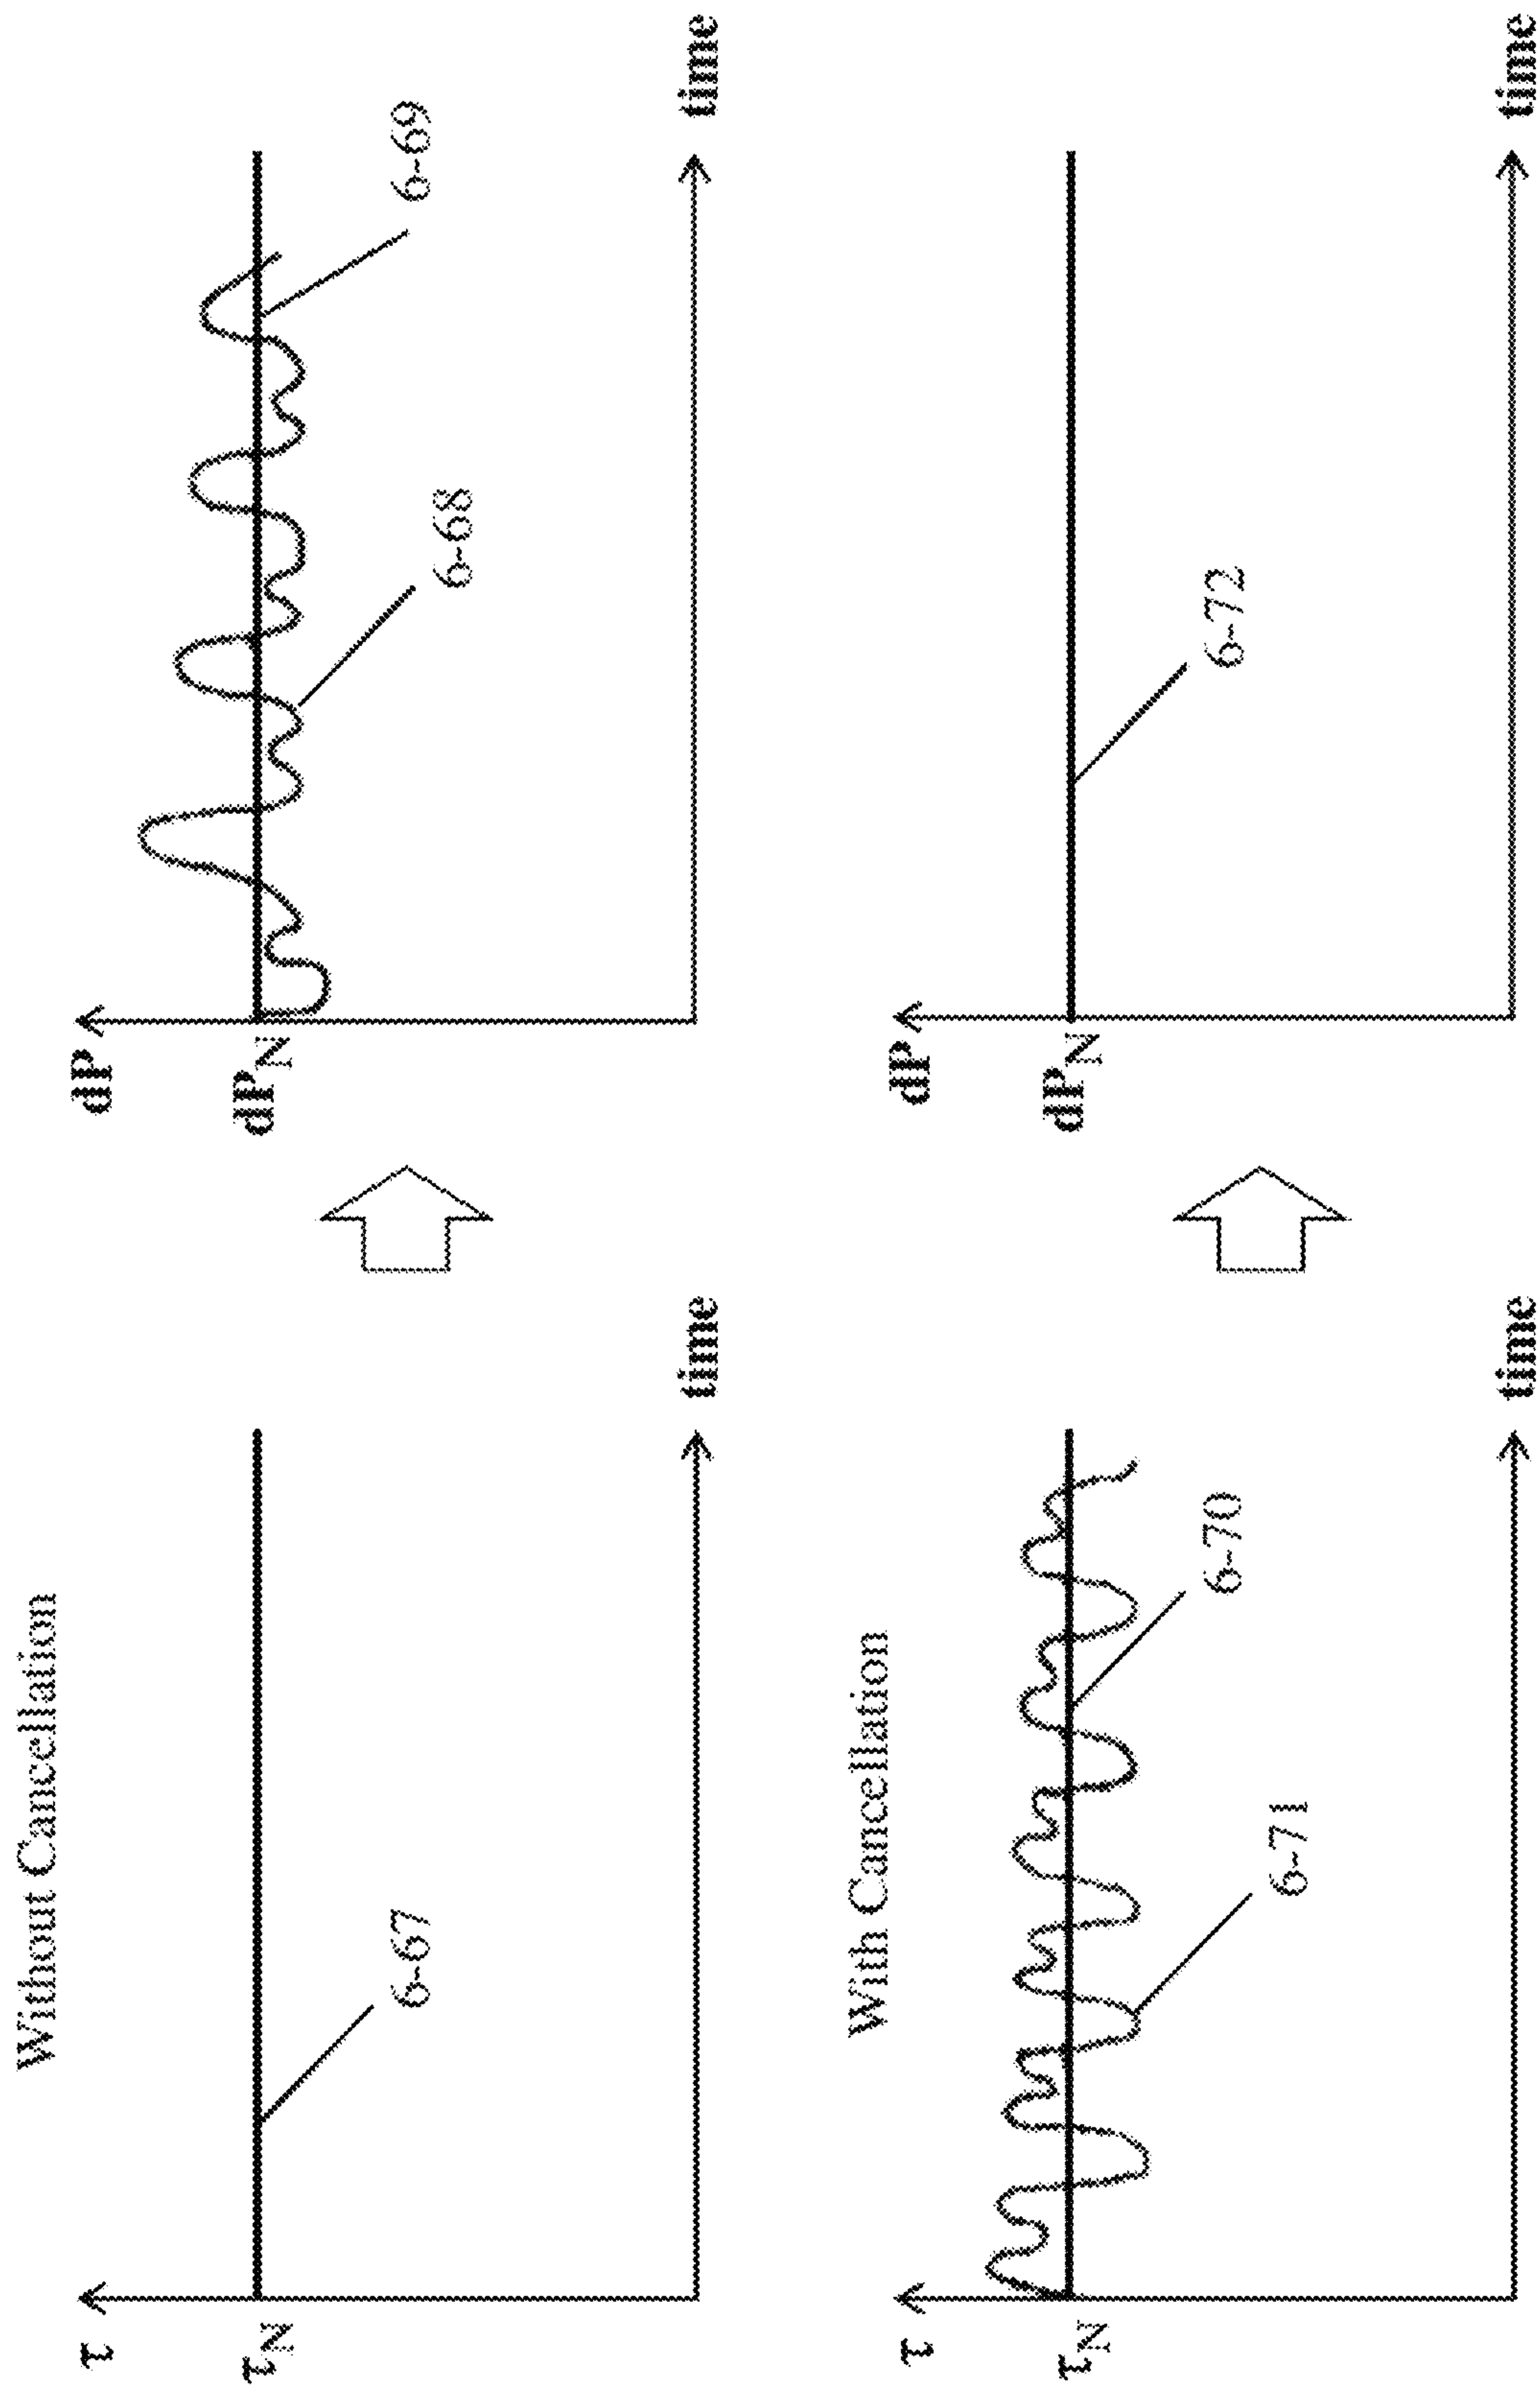 Without Cancellation
τ
τN
6-67
time
dP
dPN
6-69
6-68
time
With Cancellation
τ
τN
6-70
6-71
time
dP
dPN
6-72
time